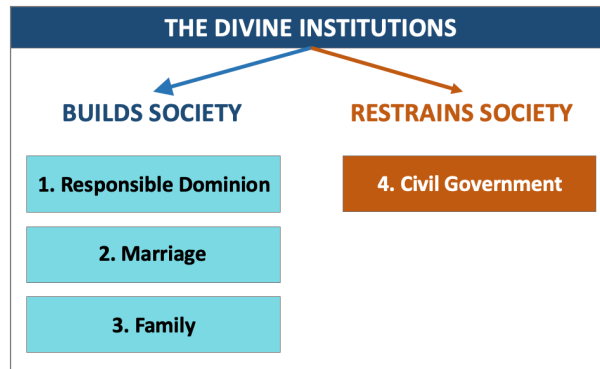 THE DIVINE INSTITUTIONS
BUILDS SOCIETY
RESTRAINS SOCIETY
1. Responsible Dominion
4. Civil Government
2. Marriage
3. Family